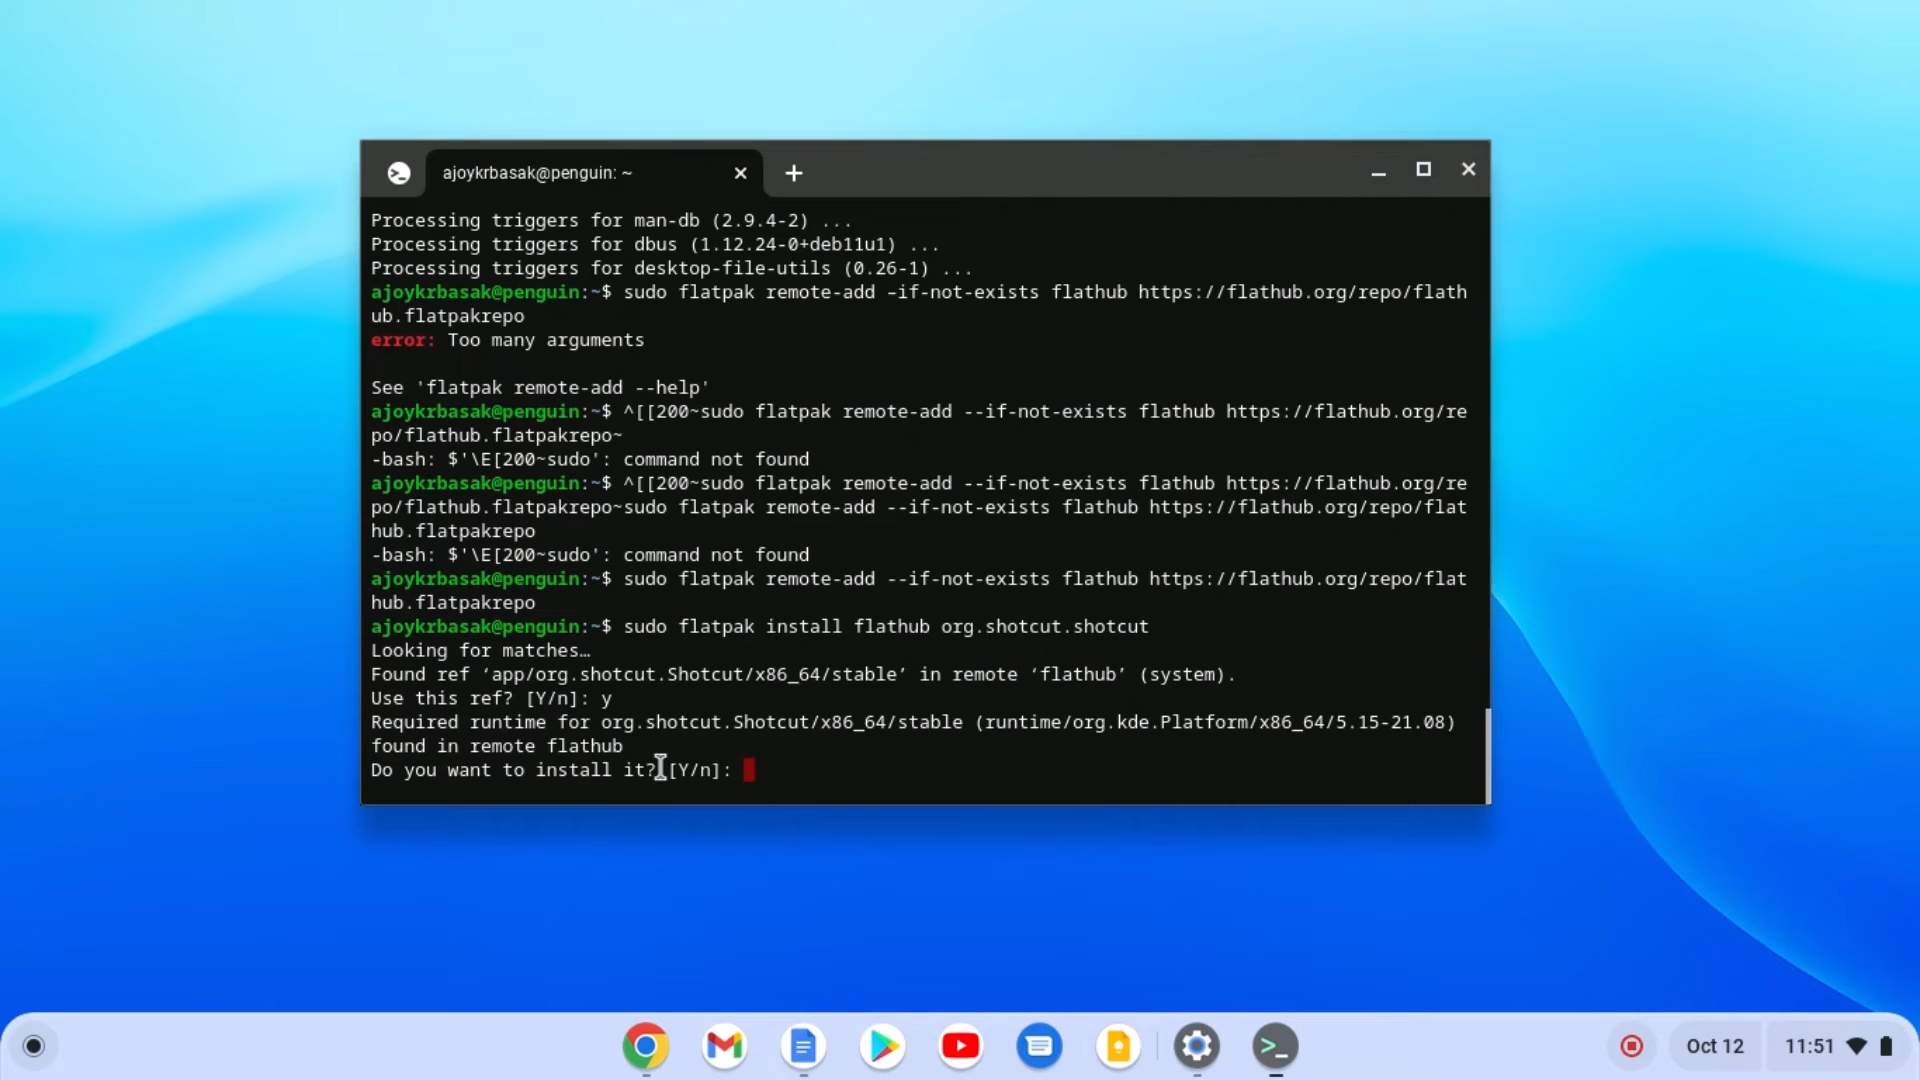 ajoykrbasak@penguin: ~
Processing triggers for man-db (2.9.4-2) ...
Processing triggers for dbus (1.12.24-0+deb11u1) ...
Processing triggers for desktop-file-utils (0.26-1) ...
ajoykrbasak@penguin:~$ sudo flatpak remote-add –if-not-exists flathub https://flathub.org/repo/flath
ub.flatpakrepo
error: Too many arguments
See 'flatpak remote-add --help'
ajoykrbasak@penguin:~$ ^[[200~sudo flatpak remote-add --if-not-exists flathub https://flathub.org/re
po/flathub.flatpakrepo~
-bash: $'\E[200~sudo': command not found
ajoykrbasak@penguin:~$ ^[[200~sudo flatpak remote-add --if-not-exists flathub https://flathub.org/re
po/flathub.flatpakrepo~sudo flatpak remote-add --if-not-exists flathub https://flathub.org/repo/flat
hub.flatpakrepo
-bash: $'\E[200~sudo': command not found
ajoykrbasak@penguin:~$ sudo flatpak remote-add --if-not-exists flathub https://flathub.org/repo/flat
hub.flatpakrepo
ajoykrbasak@penguin:~$ sudo flatpak install flathub org.shotcut.shotcut
Looking for matches…
Found ref ‘app/org.shotcut.Shotcut/x86_64/stable’ in remote ‘flathub’ (system).
Use this ref? [Y/n]: y
Required runtime for org.shotcut.Shotcut/x86_64/stable (runtime/org.kde.Platform/x86_64/5.15-21.08)
found in remote flathub
Do you want to install it? [Y/n]:
Oct 12
11:51